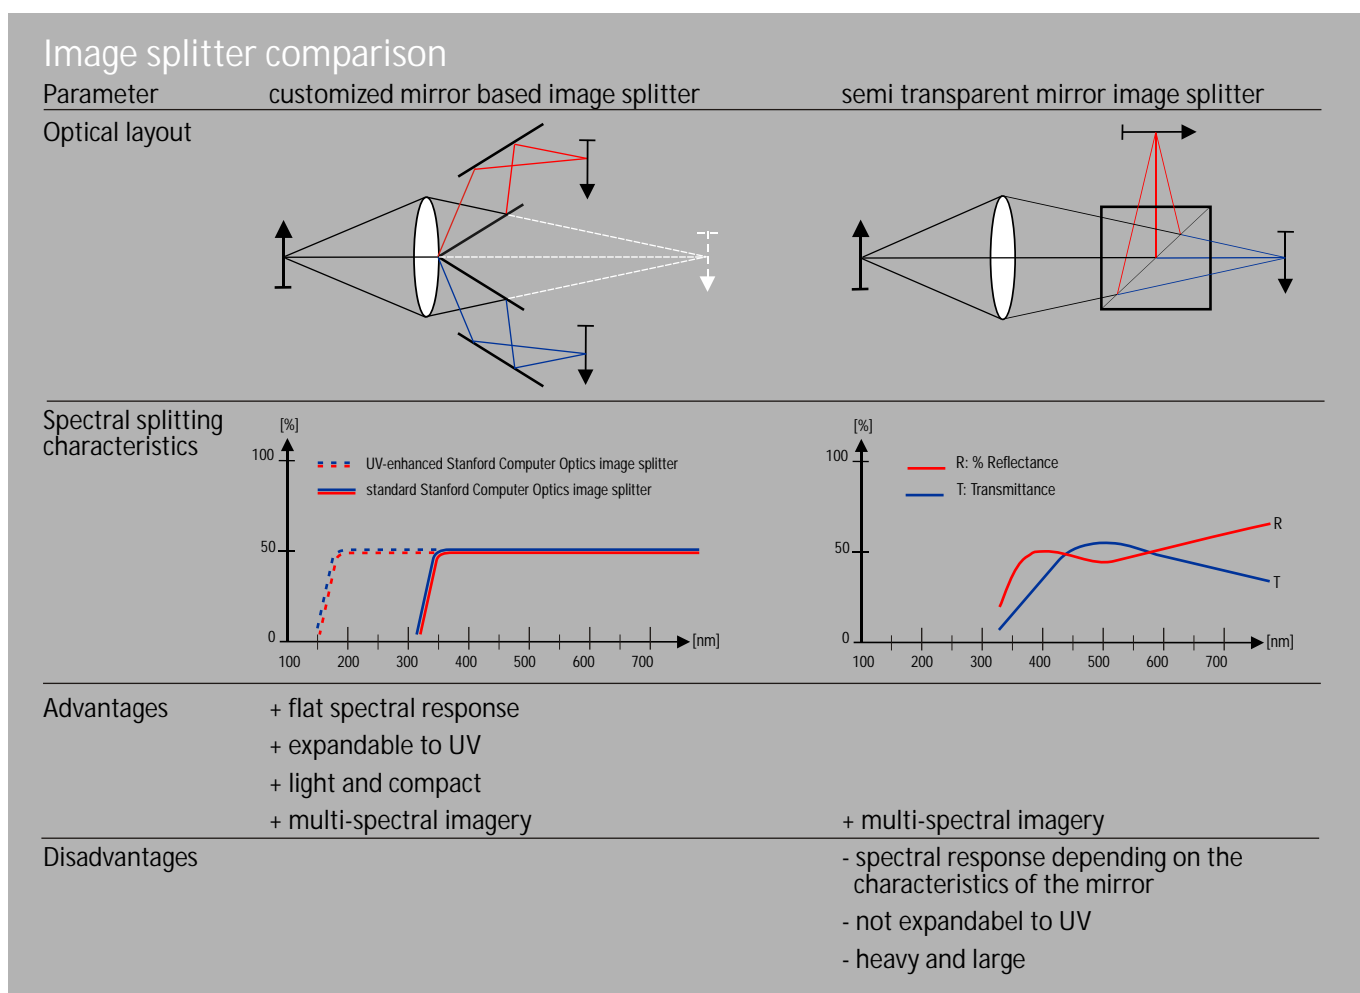 Image splitter comparison
Parameter customized mirror based image splitter semi transparent mirror image splitter
Optical layout
Spectral splitting
characteristics
[%]
100
UV-enhanced Stanford Computer Optics image splitter
standard Stanford Computer Optics image splitter
50
0
[nm]
100 200 300 400 500 600 700
[%]
100
R: % Reflectance
T: Transmittance
R
50
T
0
[nm]
100 200 300 400 500 600 700
Advantages
+ flat spectral response
+ expandable to UV
+ light and compact
+ multi-spectral imagery
+ multi-spectral imagery
Disadvantages
- spectral response depending on the
characteristics of the mirror
- not expandabel to UV
- heavy and large